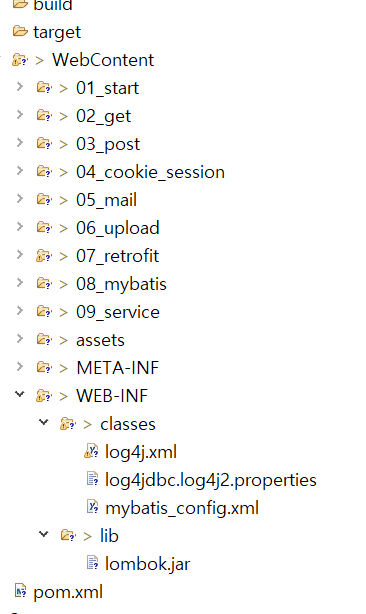 build
target
> WebContent
> 01_start
> 02_get
> 03_post
> 04_cookie_session
> 05_mail
> 06_upload
> 07_retrofit
> 08_mybatis
> 09_service
> assets
> META-INF
> WEB-INF
> classes
log4j.xml
log4jdbc.log4j2.properties
mybatis_config.xml
> lib
lombok.jar
pom.xml